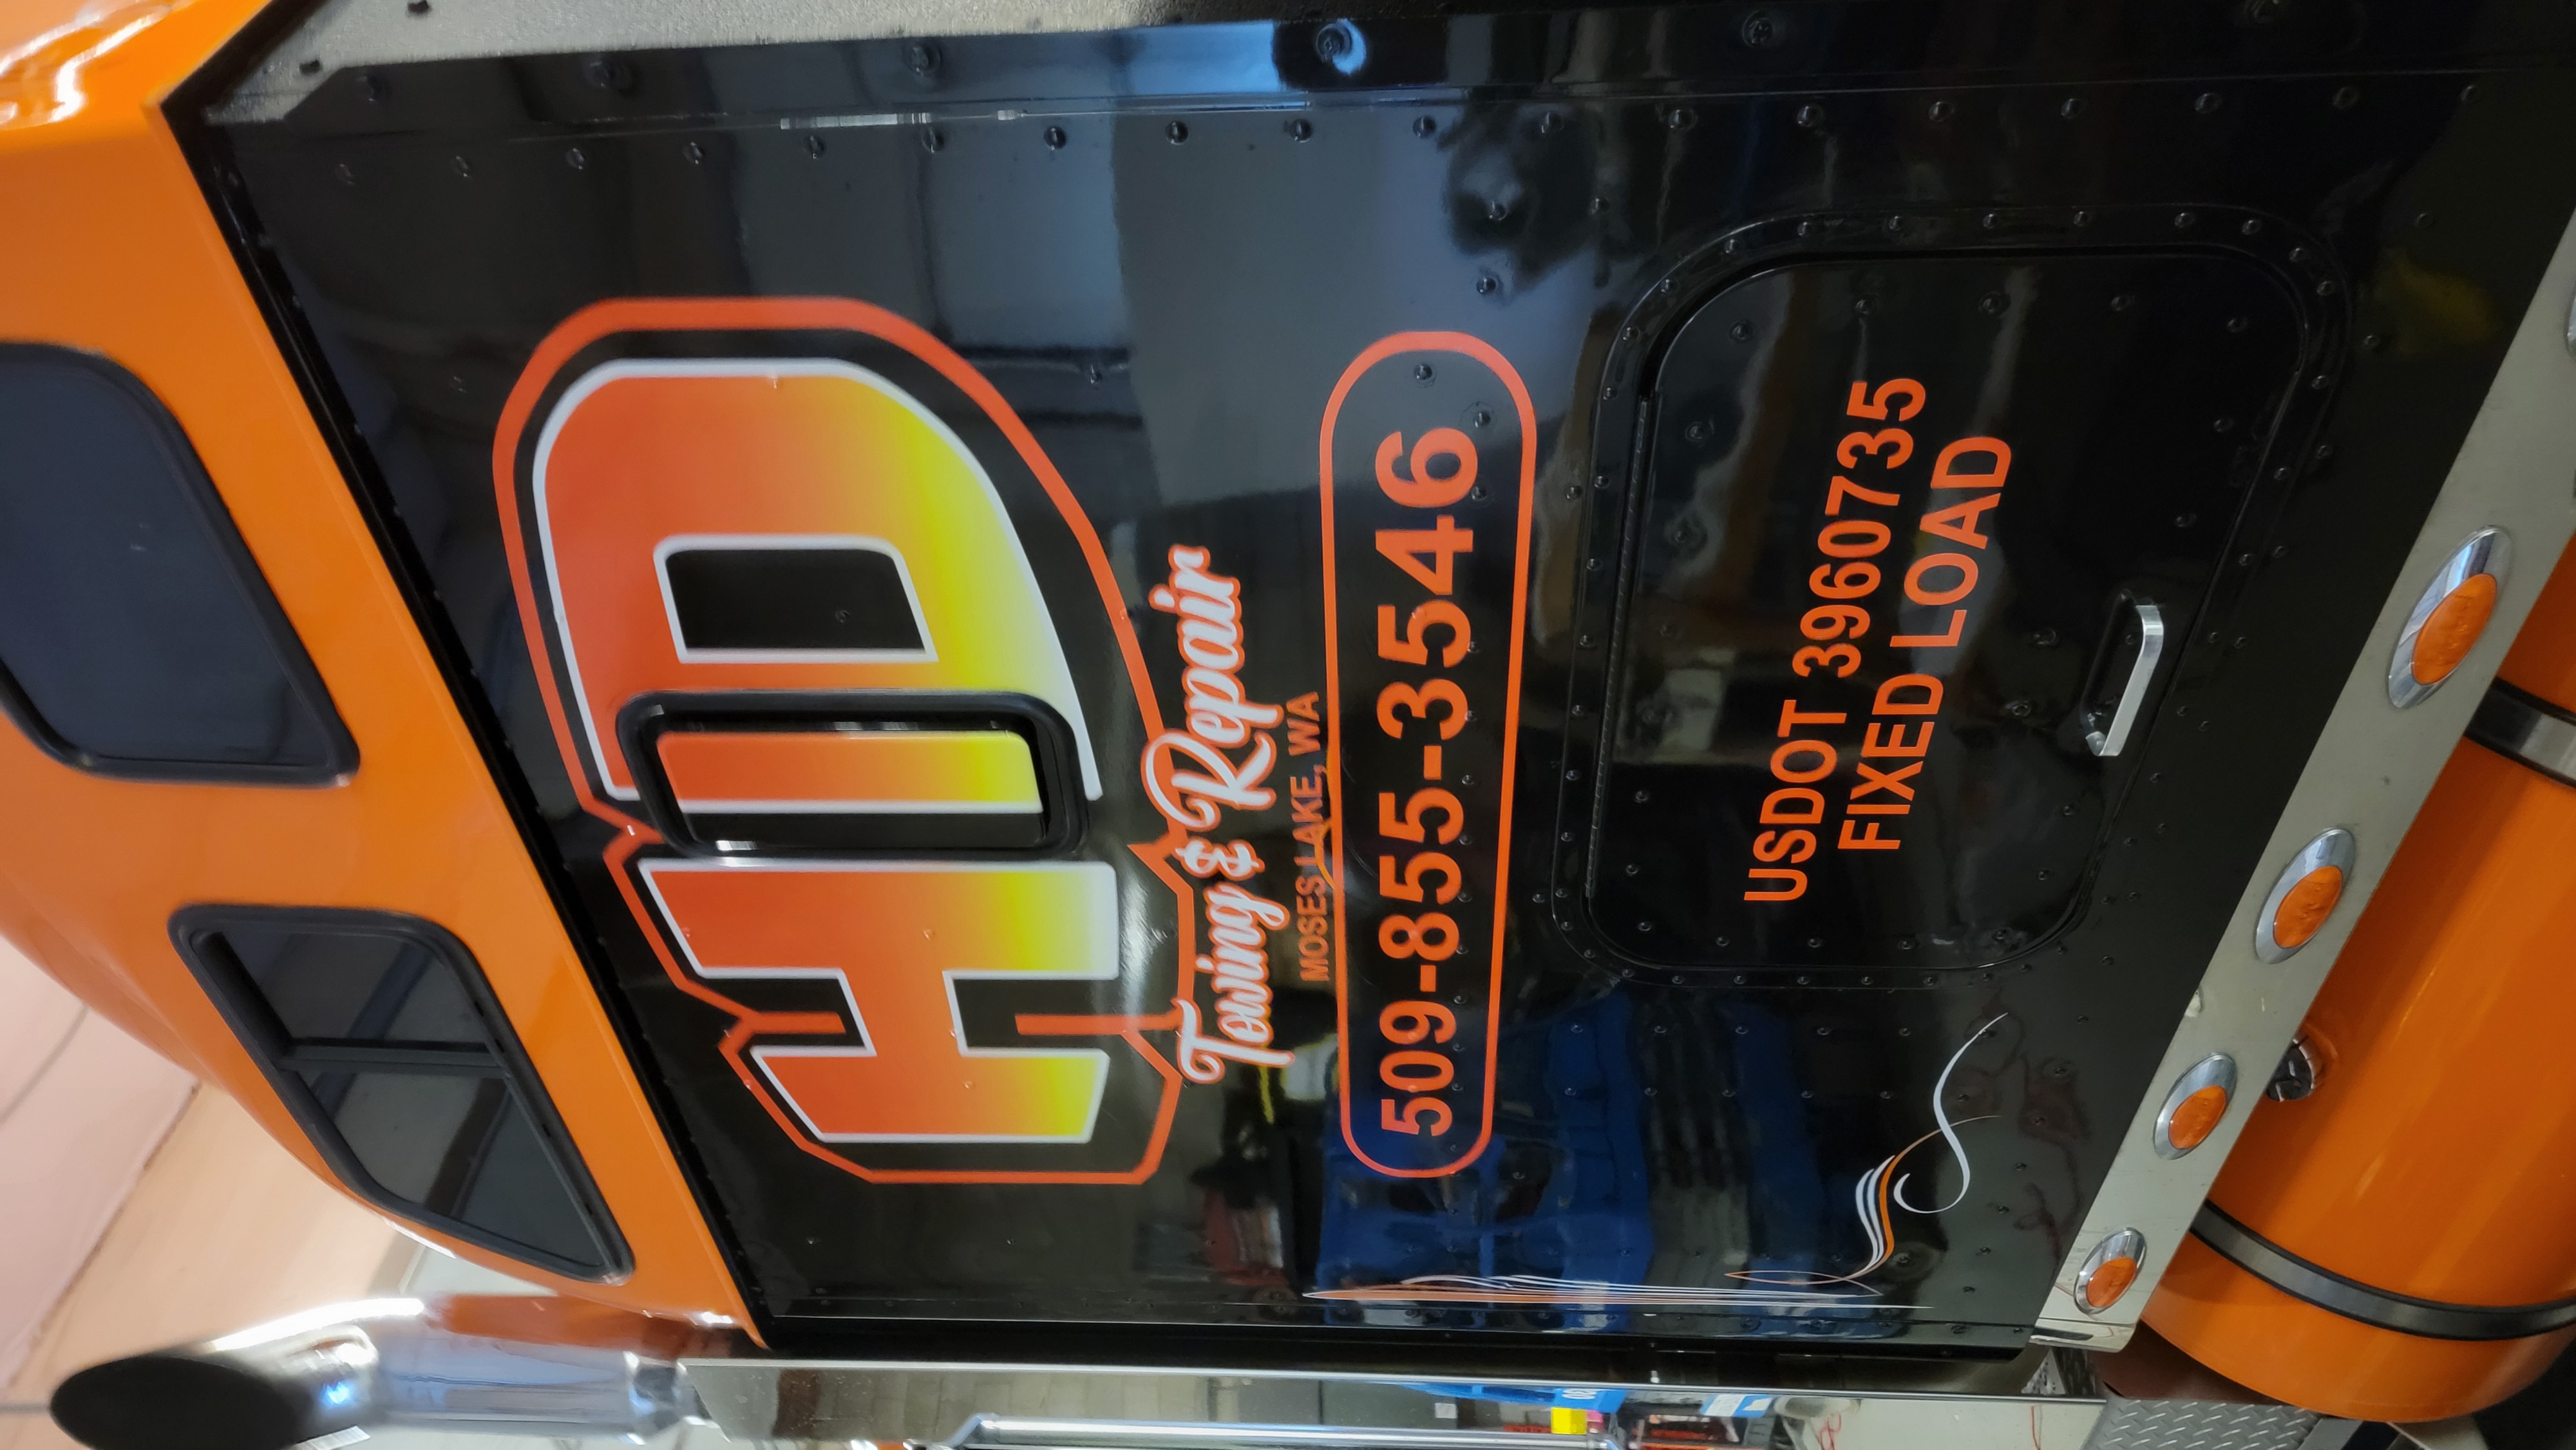 HD
Towing & Repair
MOSES LAKE, WA
509-855-3546
USDOT 3960735
FIXED LOAD